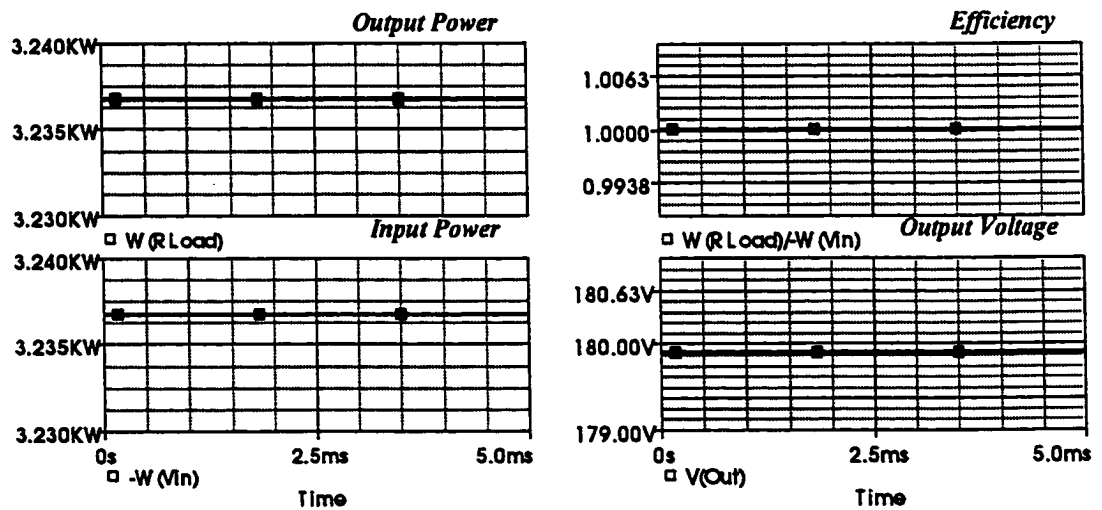 Output Power
3.240KW
3.235KW
3.230KW
W(RLoad)
Input Power
3.240KW
3.235KW
3.230KW
0s
2.5ms
5.0ms
-W(Vin)
Time
Efficiency
1.0063
1.0000
0.9938
W(RLoad)/-W(Vin)
Output Voltage
180.63V
180.00V
179.00V
0s
2.5ms
5.0ms
V(Out)
Time